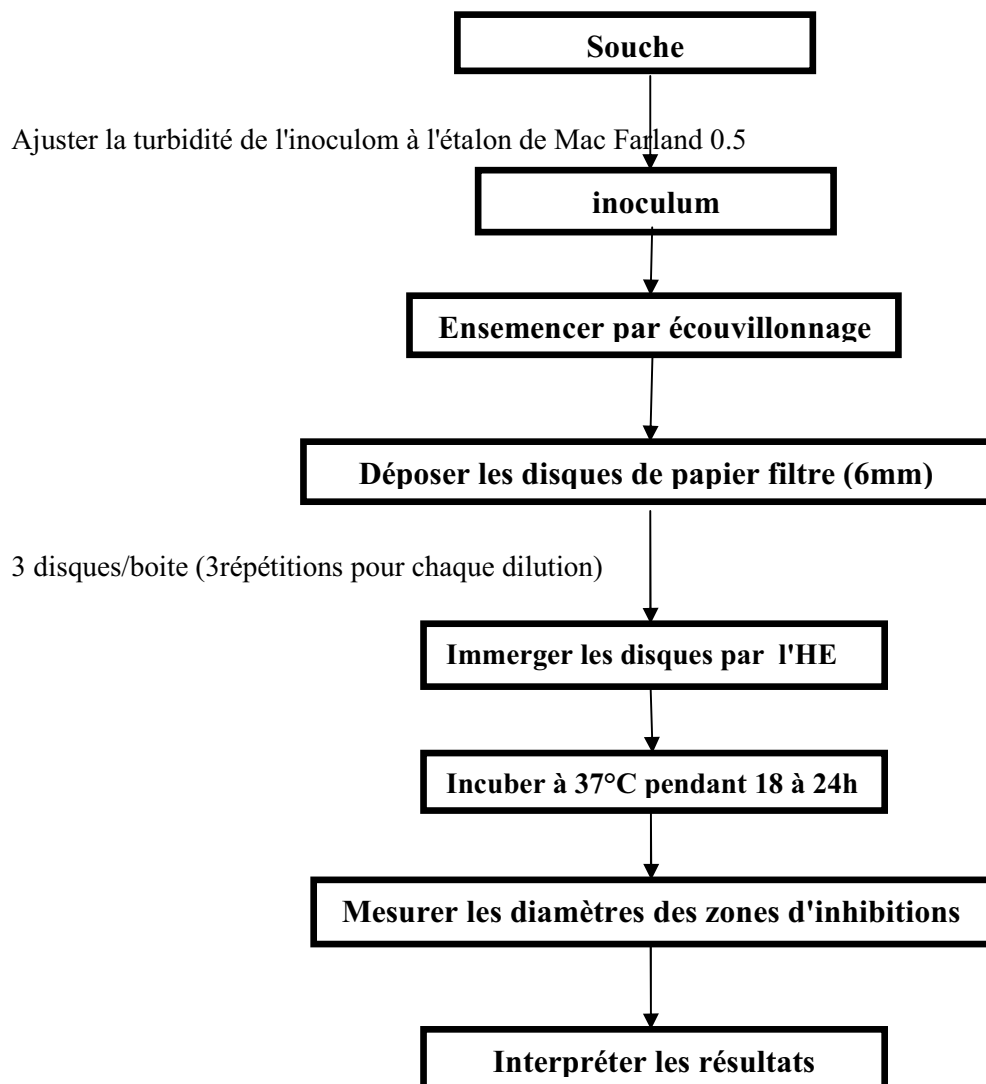 Souche
Ajuster la turbidité de l'inoculom à l'étalon de Mac Farland 0.5
inoculum
Ensemencer par écouvillonnage
Déposer les disques de papier filtre (6mm)
3 disques/boite (3répétitions pour chaque dilution)
Immerger les disques par l'HE
Incuber à 37°C pendant 18 à 24h
Mesurer les diamètres des zones d'inhibitions
Interpréter les résultats